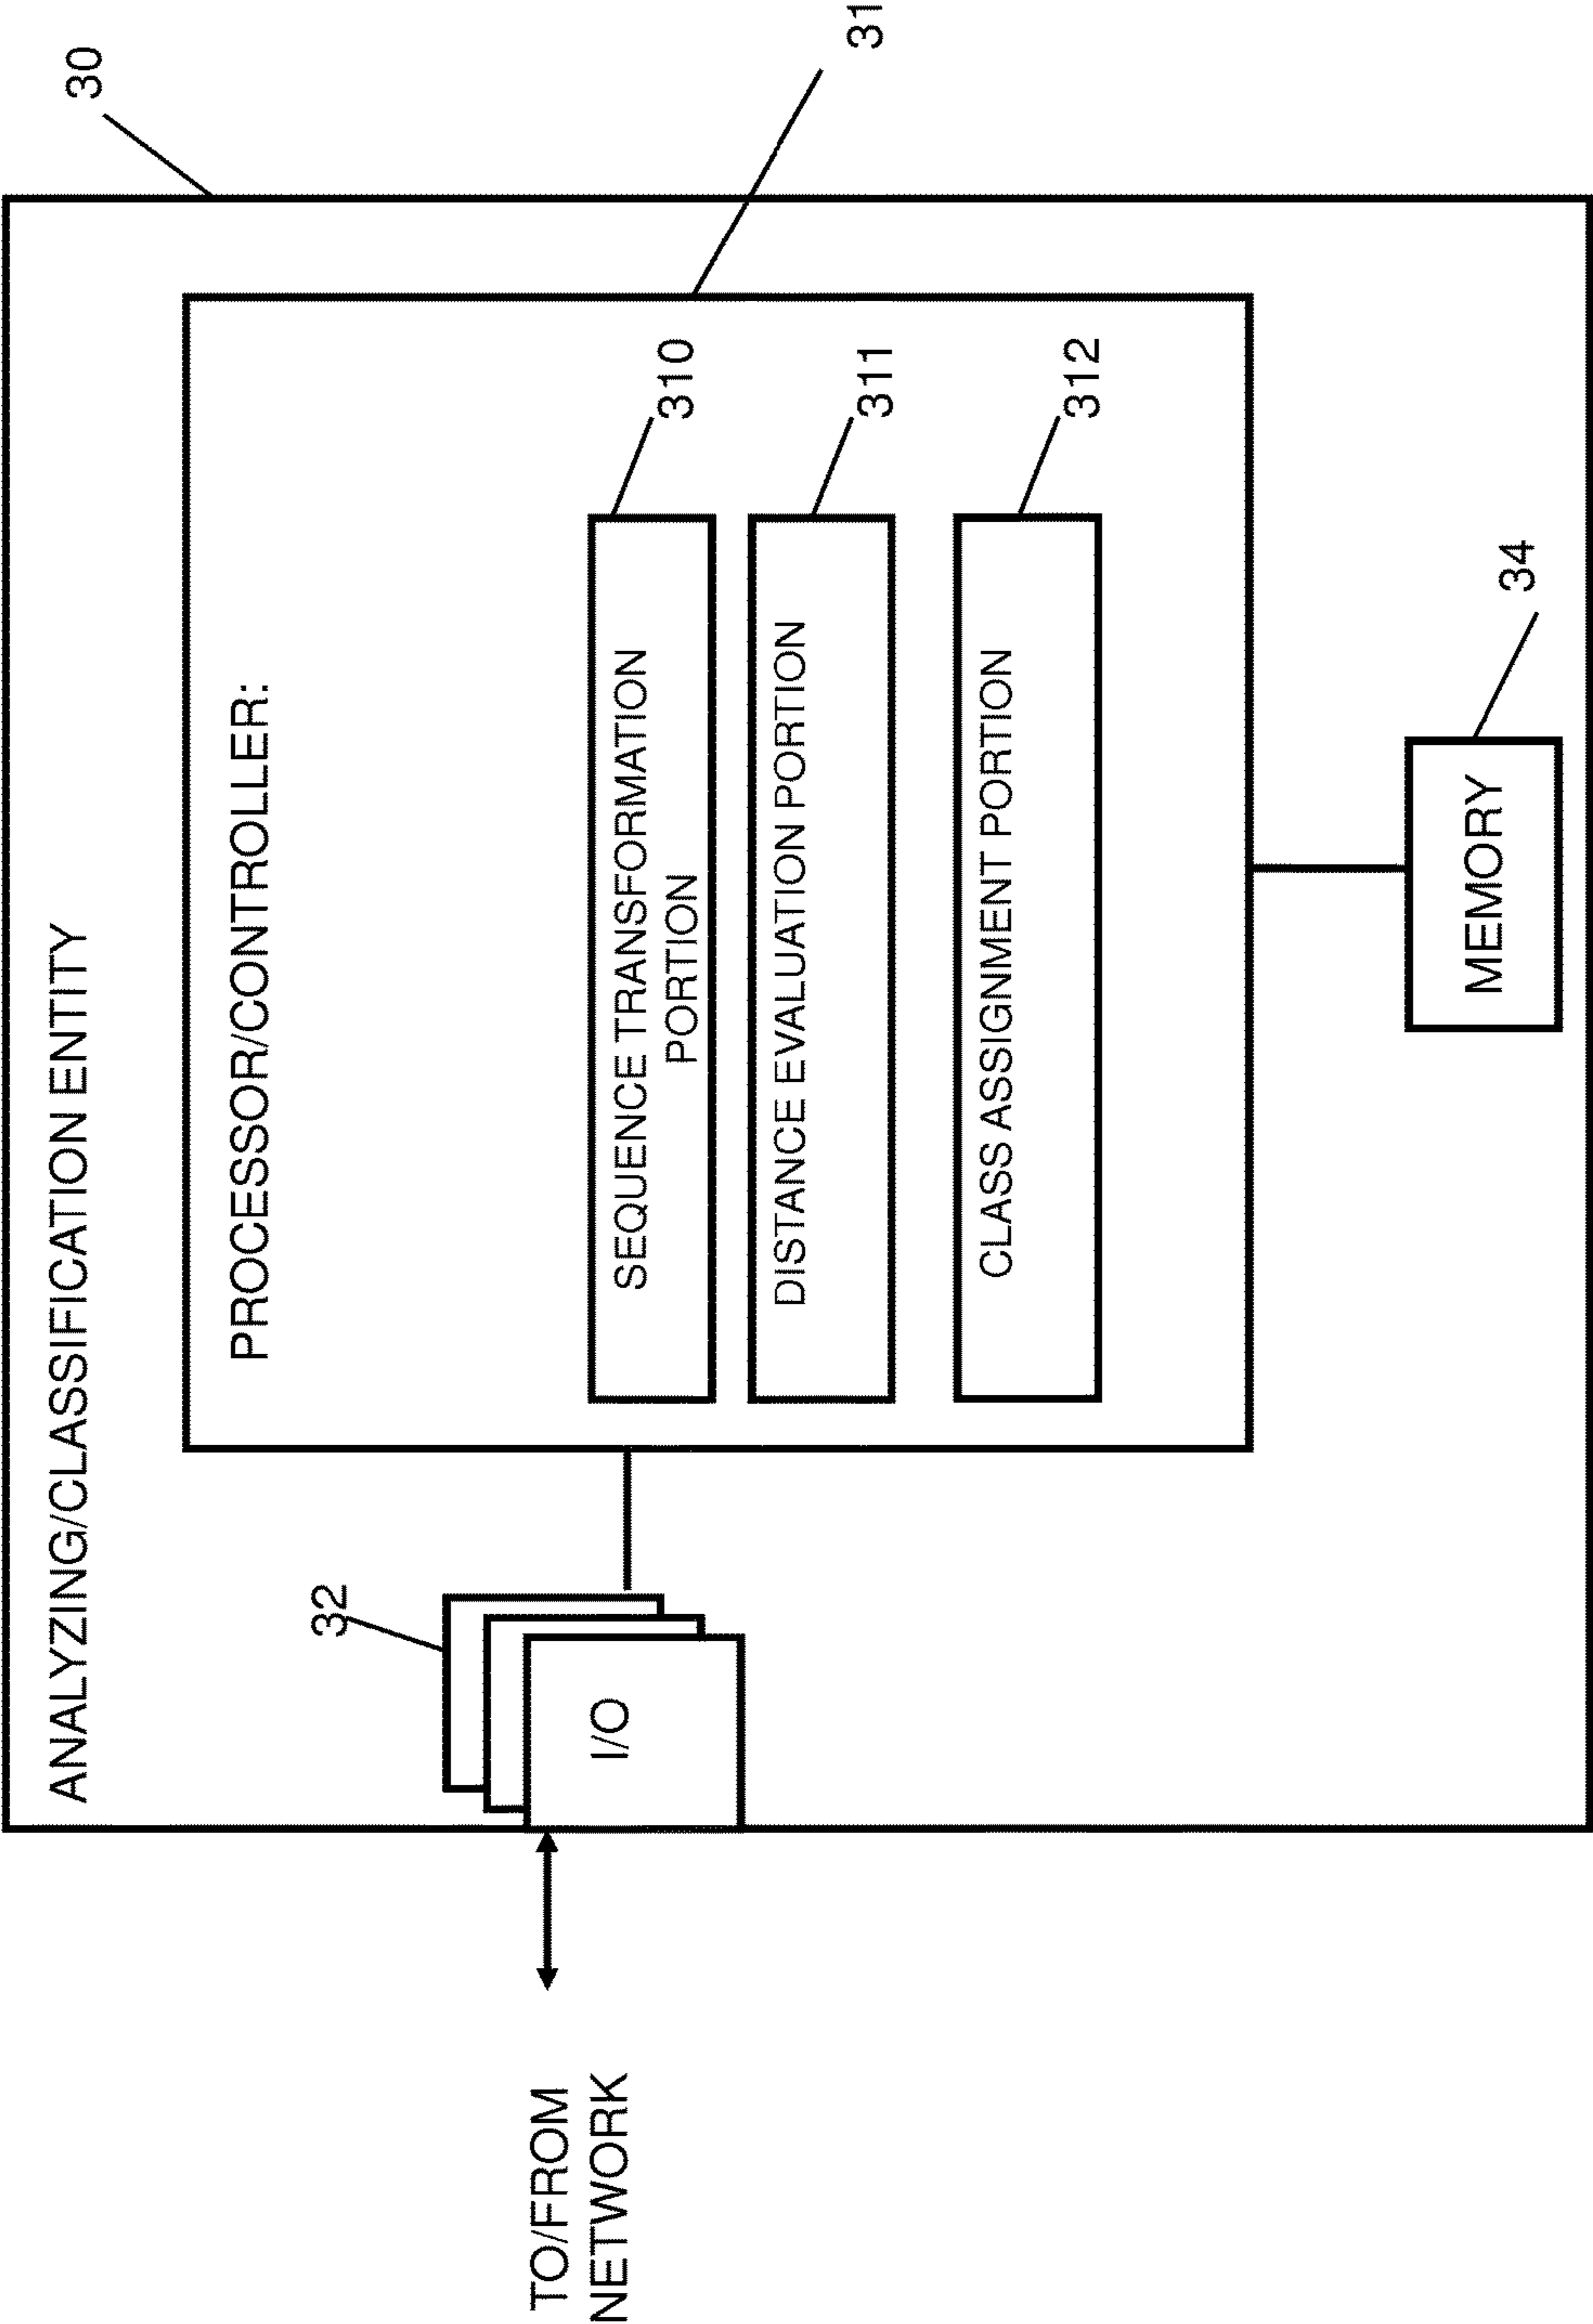 30
ANALYZING/CLASSIFICATION ENTITY
31
PROCESSOR/CONTROLLER:
32
310
SEQUENCE TRANSFORMATION
PORTION
311
DISTANCE EVALUATION PORTION
312
CLASS ASSIGNMENT PORTION
I/O
TO/FROM
NETWORK
34
MEMORY